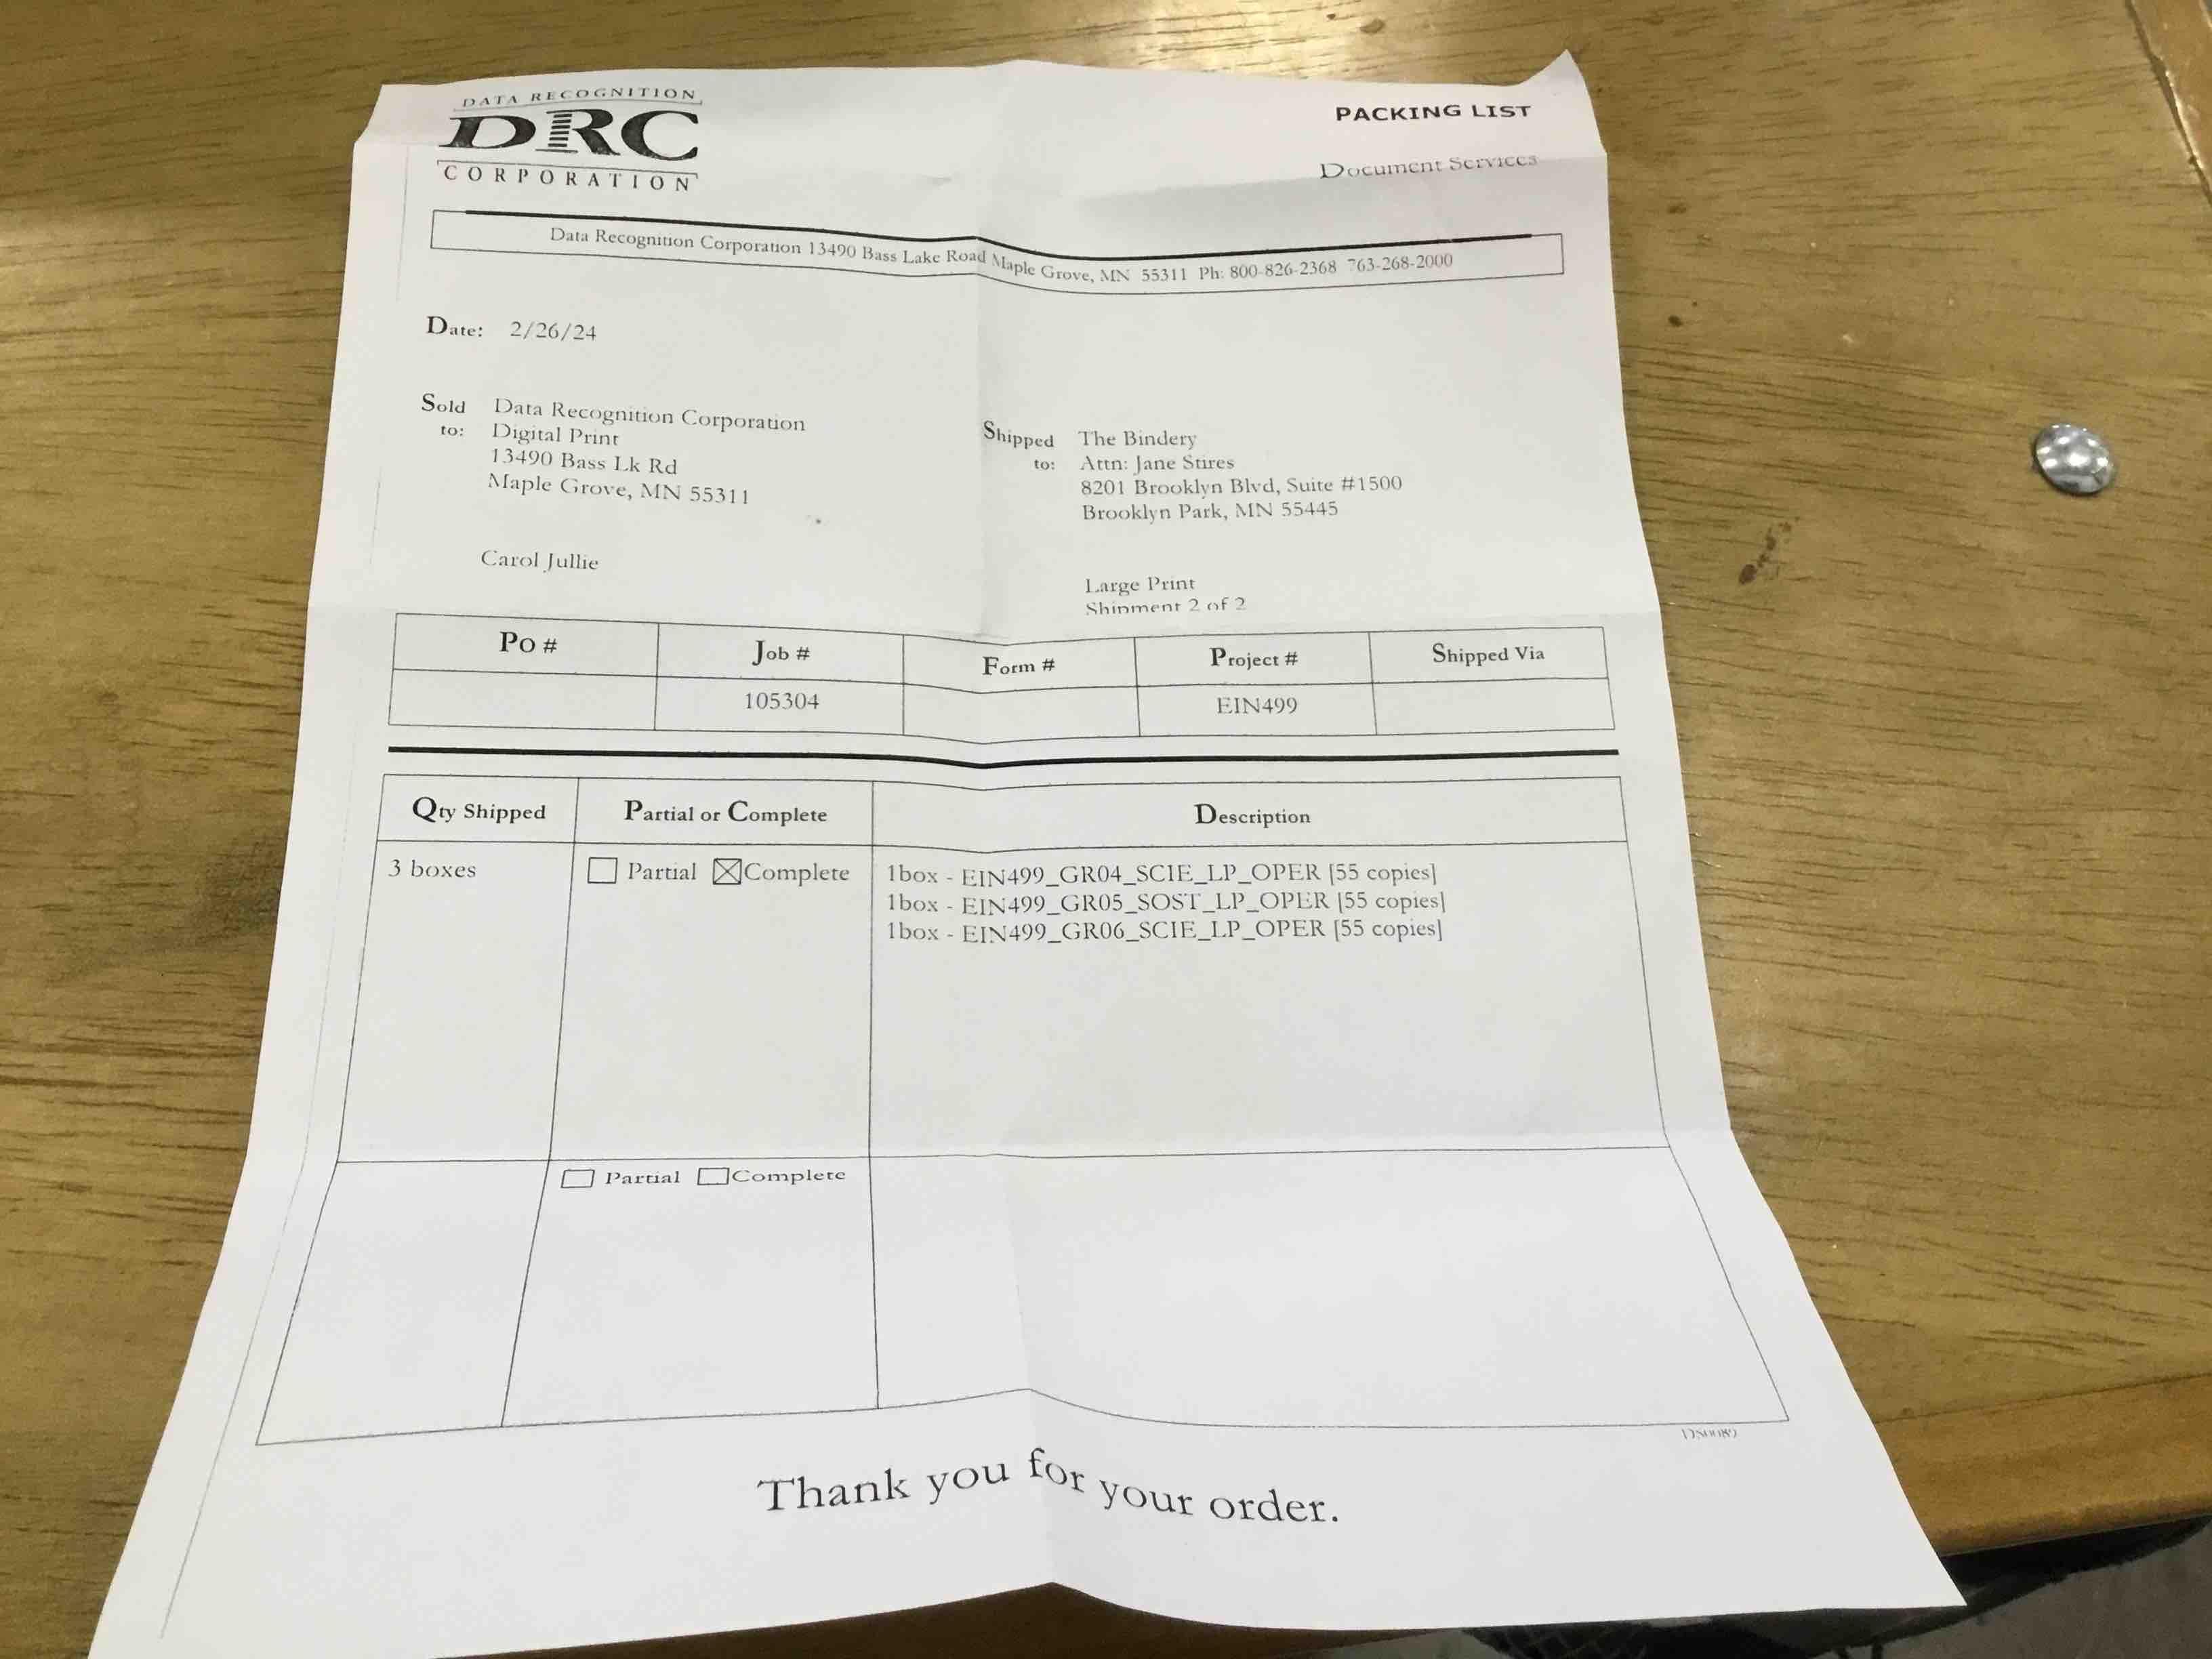 DATA RECOGNITION
DRC
CORPORATION
PACKING LIST
Document Services
Data Recognition Corporation 13490 Bass Lake Road Maple Grove, MN 55311 Ph: 800-826-2368 763-268-2000
Date: 2/26/24
Sold to: Data Recognition Corporation
Digital Print
13490 Bass Lk Rd
Maple Grove, MN 55311
Carol Jullie
Shipped to: The Bindery
Attn: Jane Stires
8201 Brooklyn Blvd, Suite #1500
Brooklyn Park, MN 55445
Large Print
Shipment 2 of 2
Po # Job # Form # Project # Shipped Via
105304 EIN499
Qty Shipped Partial or Complete Description
3 boxes Partial Complete 1box - EIN499_GR04_SCIE_LP_OPER [55 copies]
1box - EIN499_GR05_SOST_LP_OPER [55 copies]
1box - EIN499_GR06_SCIE_LP_OPER [55 copies]
Partial Complete
DS0089
Thank you for your order.